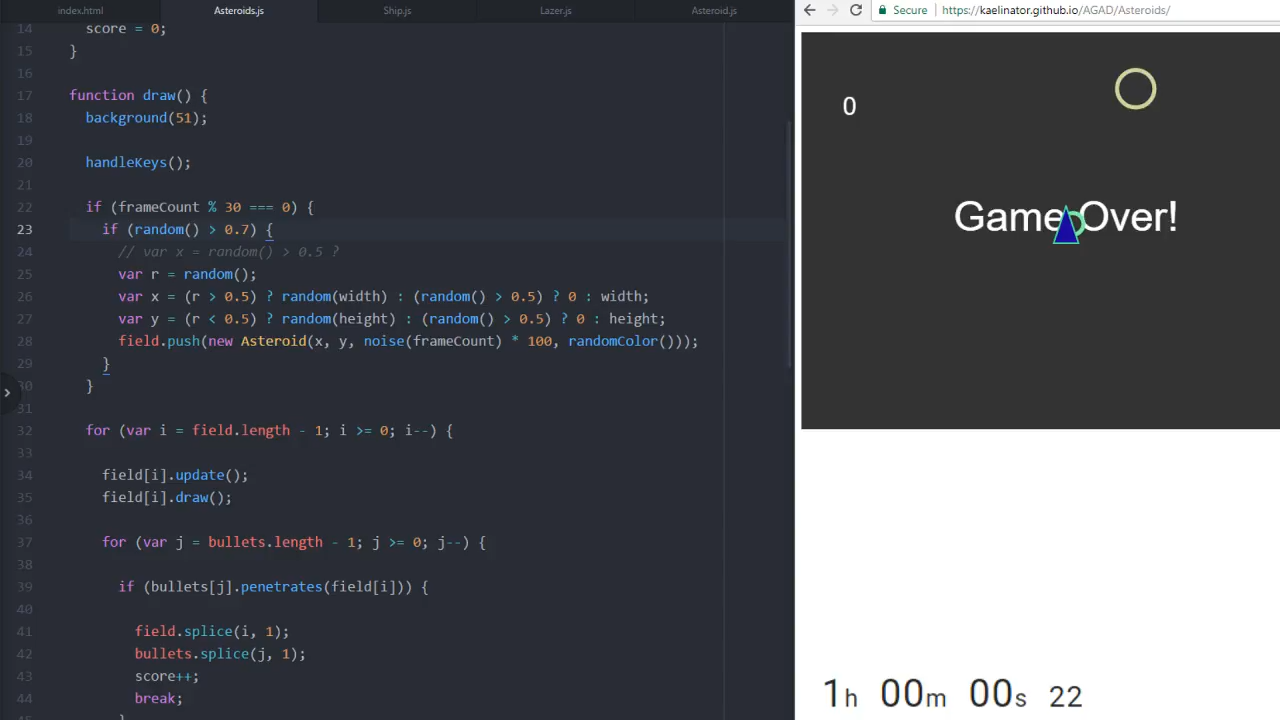 index.html
Asteroids.js
Ship.js
Lazer.js
Asteroid.js
14 score = 0;
15 }
16
17 function draw() {
18 background(51);
19
20 handleKeys();
21
22 if (frameCount % 30 === 0) {
23 if (random() > 0.7) {
24 // var x = random() > 0.5 ?
25 var r = random();
26 var x = (r > 0.5) ? random(width) : (random() > 0.5) ? 0 : width;
27 var y = (r < 0.5) ? random(height) : (random() > 0.5) ? 0 : height;
28 field.push(new Asteroid(x, y, noise(frameCount) * 100, randomColor()));
29 }
30 }
31
32 for (var i = field.length - 1; i >= 0; i--) {
33
34 field[i].update();
35 field[i].draw();
36
37 for (var j = bullets.length - 1; j >= 0; j--) {
38
39 if (bullets[j].penetrates(field[i])) {
40
41 field.splice(i, 1);
42 bullets.splice(j, 1);
43 score++;
44 break;
Secure
https://kaelinator.github.io/AGAD/Asteroids/
0
Game Over!
1h 00m 00s 22